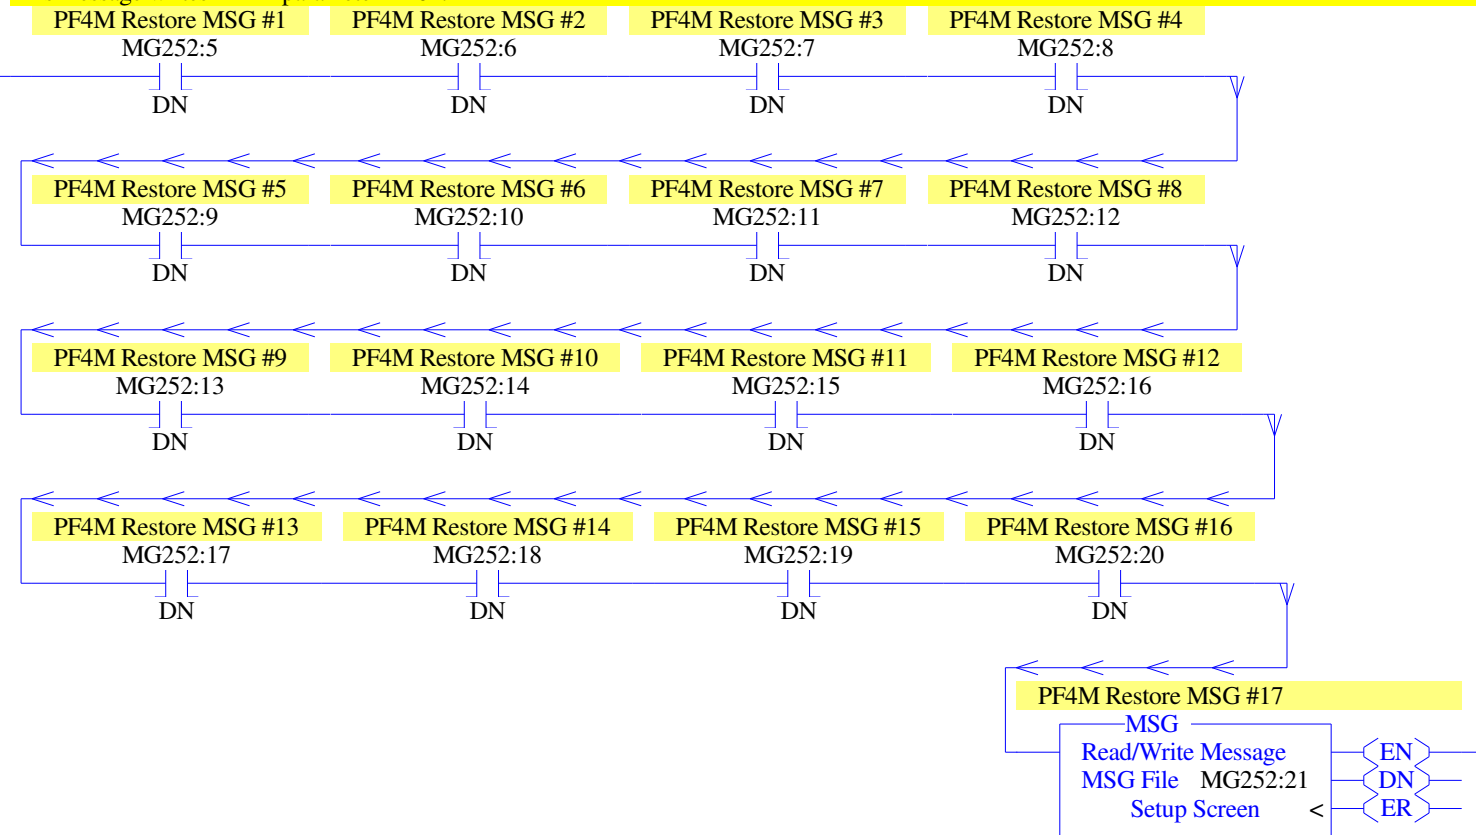 PF4M Restore MSG #1 PF4M Restore MSG #2 PF4M Restore MSG #3 PF4M Restore MSG #4
MG252:5 MG252:6 MG252:7 MG252:8
DN DN DN DN
PF4M Restore MSG #5 PF4M Restore MSG #6 PF4M Restore MSG #7 PF4M Restore MSG #8
MG252:9 MG252:10 MG252:11 MG252:12
DN DN DN DN
PF4M Restore MSG #9 PF4M Restore MSG #10 PF4M Restore MSG #11 PF4M Restore MSG #12
MG252:13 MG252:14 MG252:15 MG252:16
DN DN DN DN
PF4M Restore MSG #13 PF4M Restore MSG #14 PF4M Restore MSG #15 PF4M Restore MSG #16
MG252:17 MG252:18 MG252:19 MG252:20
DN DN DN DN
PF4M Restore MSG #17
MSG
Read/Write Message EN
MSG File MG252:21 DN
Setup Screen < ER